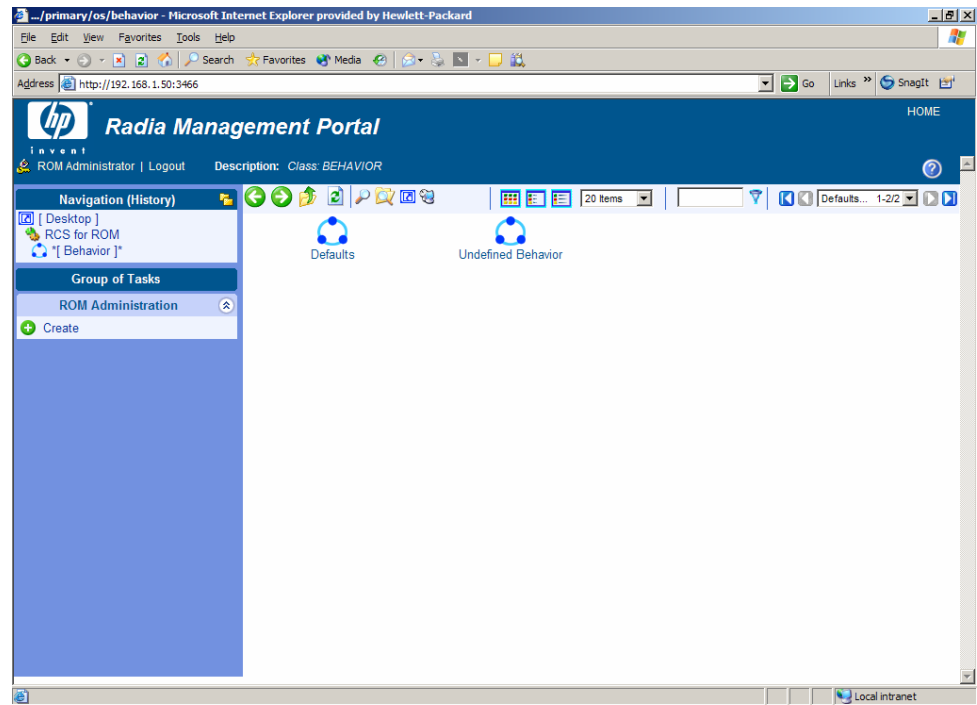 .../primary/os/behavior - Microsoft Internet Explorer provided by Hewlett-Packard
File Edit View Favorites Tools Help
Back Search Favorites Media
Address http://192.168.1.50:3466 Go Links » SnagIt
hp
invent
Radia Management Portal
HOME
ROM Administrator | Logout Description: Class: BEHAVIOR
Navigation (History)
[ Desktop ]
RCS for ROM
*[ Behavior ]*
Group of Tasks
ROM Administration
Create
20 Items
Defaults... 1-2/2
Defaults
Undefined Behavior
Local intranet